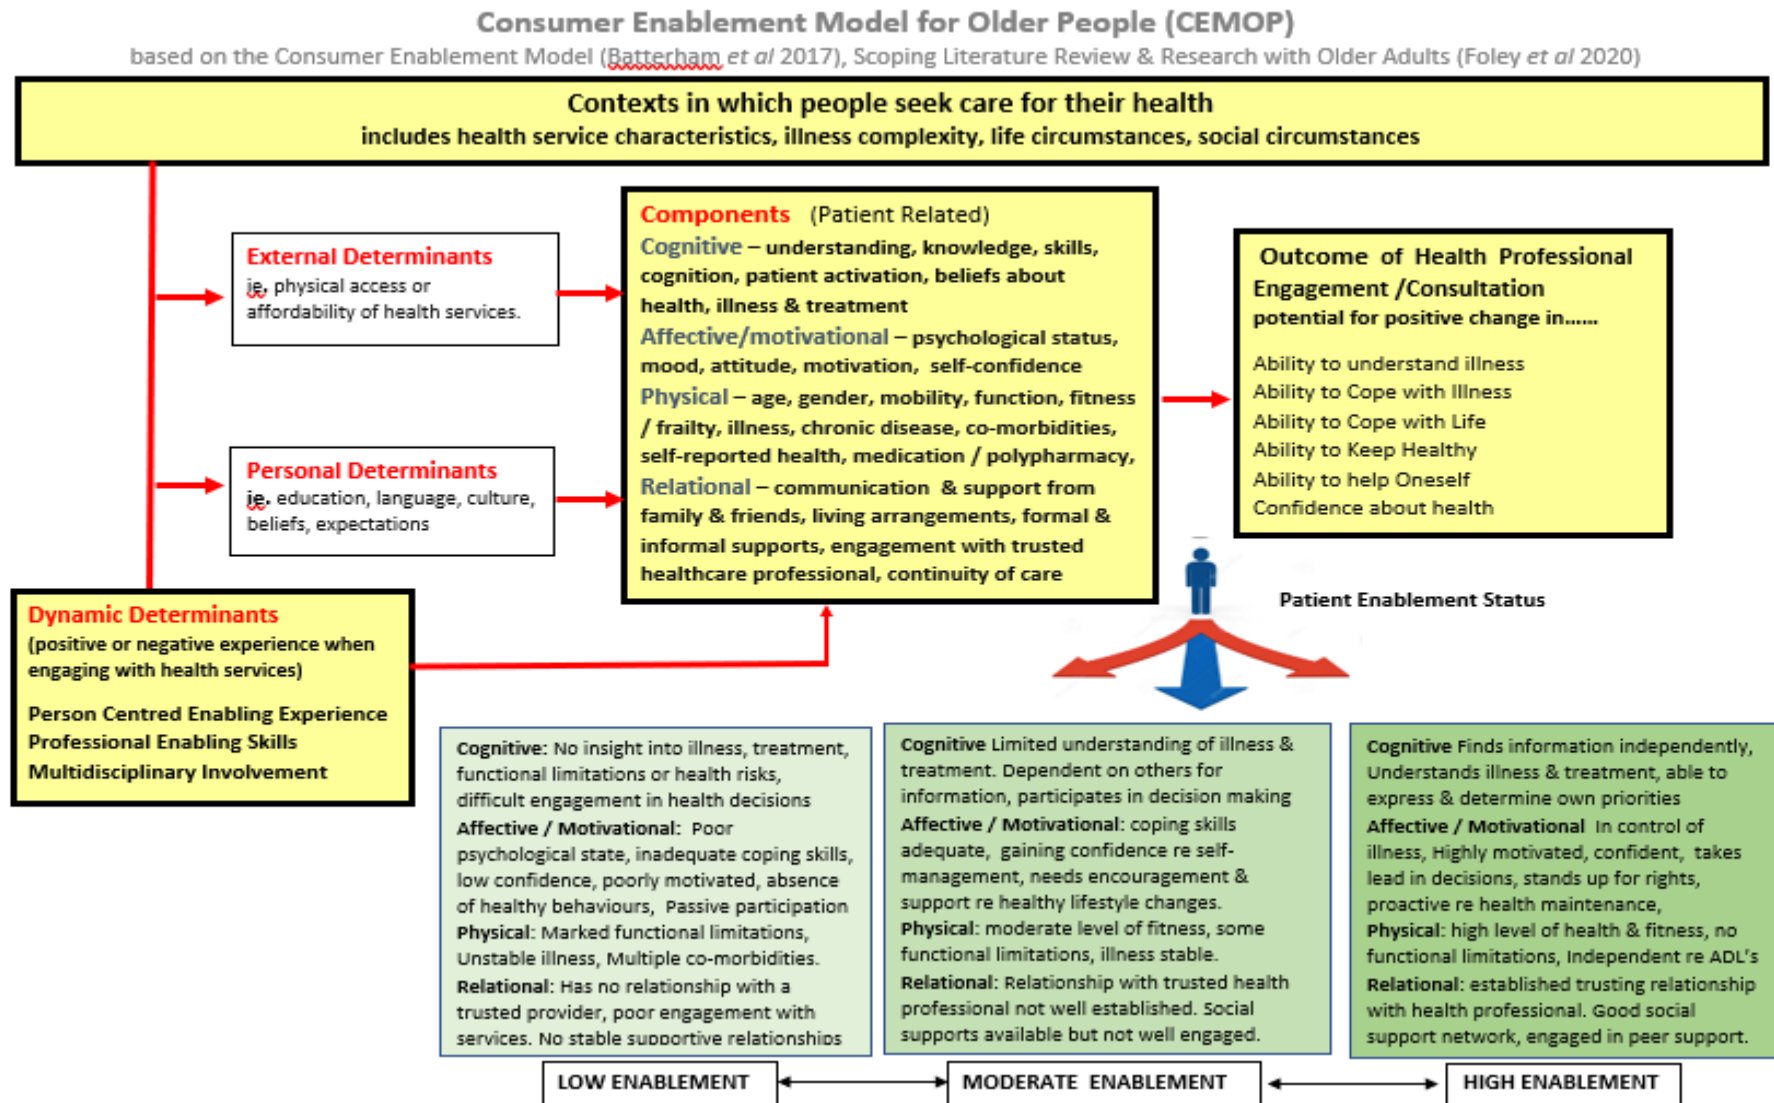 Consumer Enablement Model for Older People (CEMOP)
based on the Consumer Enablement Model (Batterham et al 2017), Scoping Literature Review & Research with Older Adults (Foley et al 2020)
Contexts in which people seek care for their health
includes health service characteristics, illness complexity, life circumstances, social circumstances
External Determinants
ie. physical access or
affordability of health services.
Personal Determinants
ie. education, language, culture,
beliefs, expectations
Dynamic Determinants
(positive or negative experience when
engaging with health services)
Person Centred Enabling Experience
Professional Enabling Skills
Multidisciplinary Involvement
Components (Patient Related)
Cognitive – understanding, knowledge, skills,
cognition, patient activation, beliefs about
health, illness & treatment
Affective/motivational – psychological status,
mood, attitude, motivation, self-confidence
Physical – age, gender, mobility, function, fitness
/ frailty, illness, chronic disease, co-morbidities,
self-reported health, medication / polypharmacy,
Relational – communication & support from
family & friends, living arrangements, formal &
informal supports, engagement with trusted
healthcare professional, continuity of care
Outcome of Health Professional
Engagement /Consultation
potential for positive change in......
Ability to understand illness
Ability to Cope with Illness
Ability to Cope with Life
Ability to Keep Healthy
Ability to help Oneself
Confidence about health
Patient Enablement Status
Cognitive: No insight into illness, treatment,
functional limitations or health risks,
difficult engagement in health decisions
Affective / Motivational: Poor
psychological state, inadequate coping skills,
low confidence, poorly motivated, absence
of healthy behaviours, Passive participation
Physical: Marked functional limitations,
Unstable illness, Multiple co-morbidities.
Relational: Has no relationship with a
trusted provider, poor engagement with
services. No stable supportive relationships
Cognitive Limited understanding of illness &
treatment. Dependent on others for
information, participates in decision making
Affective / Motivational: coping skills
adequate, gaining confidence re self-
management, needs encouragement &
support re healthy lifestyle changes.
Physical: moderate level of fitness, some
functional limitations, illness stable.
Relational: Relationship with trusted health
professional not well established. Social
supports available but not well engaged.
Cognitive Finds information independently,
Understands illness & treatment, able to
express & determine own priorities
Affective / Motivational In control of
illness, Highly motivated, confident, takes
lead in decisions, stands up for rights,
proactive re health maintenance,
Physical: high level of health & fitness, no
functional limitations, Independent re ADL's
Relational: established trusting relationship
with health professional. Good social
support network, engaged in peer support.
LOW ENABLEMENT
MODERATE ENABLEMENT
HIGH ENABLEMENT